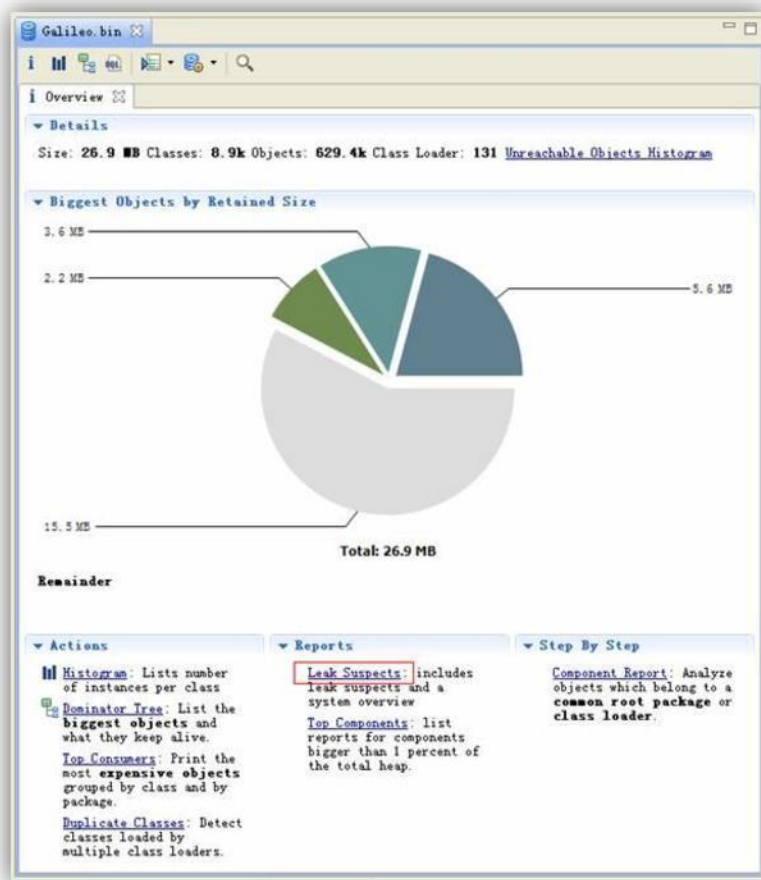 Galileo.bin
i Overview
Details
Size: 26.9 MB Classes: 8.9k Objects: 629.4k Class Loader: 131 Unreachable Objects Histogram
Biggest Objects by Retained Size
3.6 MB
2.2 MB
5.6 MB
15.5 MB
Total: 26.9 MB
Remainder
Actions
Histogram: Lists number
of instances per class
Dominator Tree: List the
biggest objects and
what they keep alive.
Top Consumers: Print the
most expensive objects
grouped by class and by
package.
Duplicate Classes: Detect
classes loaded by
multiple class loaders.
Reports
Leak Suspects: includes
leak suspects and a
system overview
Top Components: list
reports for components
bigger than 1 percent of
the total heap.
Step By Step
Component Report: Analyze
objects which belong to a
common root package or
class loader.